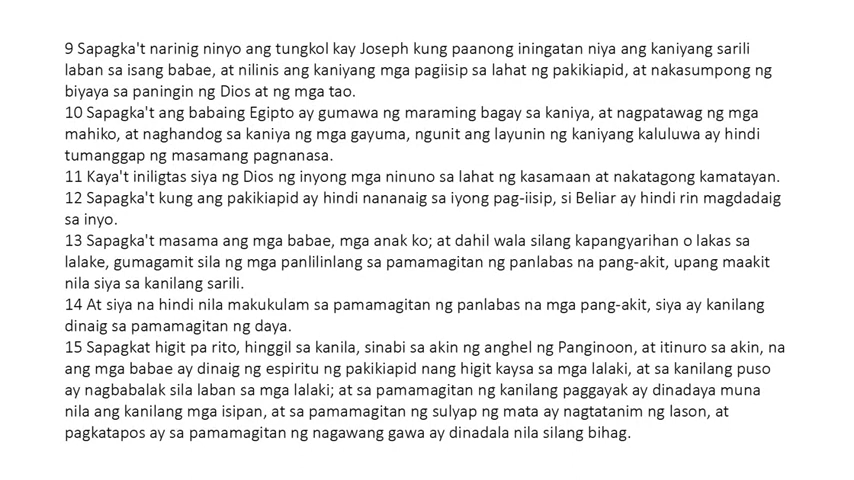 9 Sapagka't narinig ninyo ang tungkol kay Joseph kung paanong iningatan niya ang kaniyang sarili
laban sa isang babae, at nilinis ang kaniyang mga pagiisip sa lahat ng pakikiapid, at nakasumpong ng
biyaya sa paningin ng Dios at ng mga tao.
10 Sapagka't ang babaing Egipto ay gumawa ng maraming bagay sa kaniya, at nagpatawag ng mga
mahiko, at naghandog sa kaniya ng mga gayuma, ngunit ang layunin ng kaniyang kaluluwa ay hindi
tumanggap ng masamang pagnanasa.
11 Kaya't iniligtas siya ng Dios ng inyong mga ninuno sa lahat ng kasamaan at nakatagong kamatayan.
12 Sapagka't kung ang pakikiapid ay hindi nananaig sa iyong pag-iisip, si Beliar ay hindi rin magdadaig
sa inyo.
13 Sapagka't masama ang mga babae, mga anak ko; at dahil wala silang kapangyarihan o lakas sa
lalake, gumagamit sila ng mga panlilinlang sa pamamagitan ng panlabas na pang-akit, upang maakit
nila siya sa kanilang sarili.
14 At siya na hindi nila makukulam sa pamamagitan ng panlabas na mga pang-akit, siya ay kanilang
dinaig sa pamamagitan ng daya.
15 Sapagkat higit pa rito, hinggil sa kanila, sinabi sa akin ng anghel ng Panginoon, at itinuro sa akin, na
ang mga babae ay dinaig ng espiritu ng pakikiapid nang higit kaysa sa mga lalaki, at sa kanilang puso
ay nagbabalak sila laban sa mga lalaki; at sa pamamagitan ng kanilang paggayak ay dinadaya muna
nila ang kanilang mga isipan, at sa pamamagitan ng sulyap ng mata ay nagtatanim ng lason, at
pagkatapos ay sa pamamagitan ng nagawang gawa ay dinadala nila silang bihag.